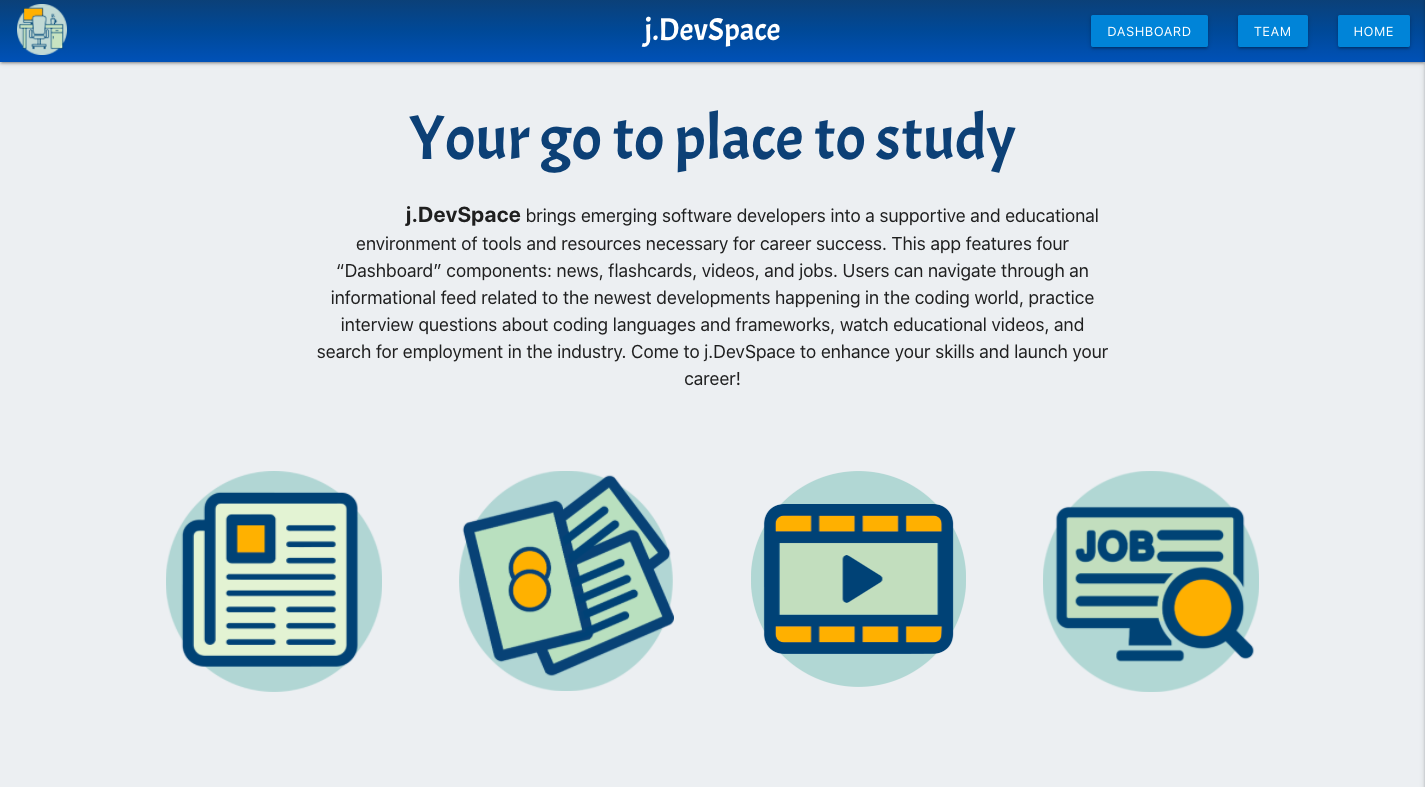 j.DevSpace
DASHBOARD
TEAM
HOME
Your go to place to study
j.DevSpace brings emerging software developers into a supportive and educational
environment of tools and resources necessary for career success. This app features four
“Dashboard” components: news, flashcards, videos, and jobs. Users can navigate through an
informational feed related to the newest developments happening in the coding world, practice
interview questions about coding languages and frameworks, watch educational videos, and
search for employment in the industry. Come to j.DevSpace to enhance your skills and launch your
career!
JOB